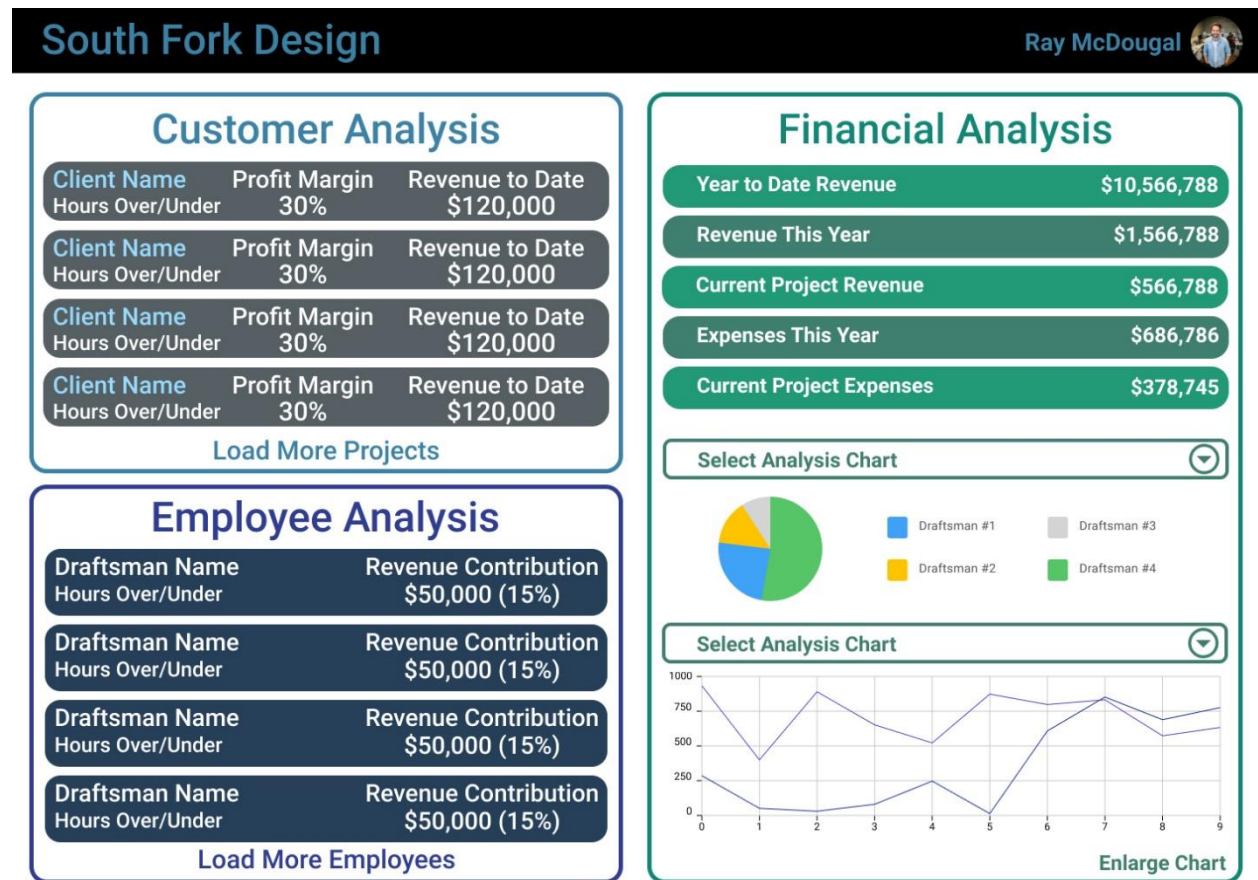 South Fork Design
Ray McDougal
Customer Analysis
Client Name Profit Margin Revenue to Date
Hours Over/Under 30% $120,000
Client Name Profit Margin Revenue to Date
Hours Over/Under 30% $120,000
Client Name Profit Margin Revenue to Date
Hours Over/Under 30% $120,000
Client Name Profit Margin Revenue to Date
Hours Over/Under 30% $120,000
Load More Projects
Employee Analysis
Draftsman Name Revenue Contribution
Hours Over/Under $50,000 (15%)
Draftsman Name Revenue Contribution
Hours Over/Under $50,000 (15%)
Draftsman Name Revenue Contribution
Hours Over/Under $50,000 (15%)
Draftsman Name Revenue Contribution
Hours Over/Under $50,000 (15%)
Load More Employees
Financial Analysis
Year to Date Revenue $10,566,788
Revenue This Year $1,566,788
Current Project Revenue $566,788
Expenses This Year $686,786
Current Project Expenses $378,745
Select Analysis Chart
Draftsman #1 Draftsman #3
Draftsman #2 Draftsman #4
Select Analysis Chart
1000
750
500
250
0
0 1 2 3 4 5 6 7 8 9
Enlarge Chart